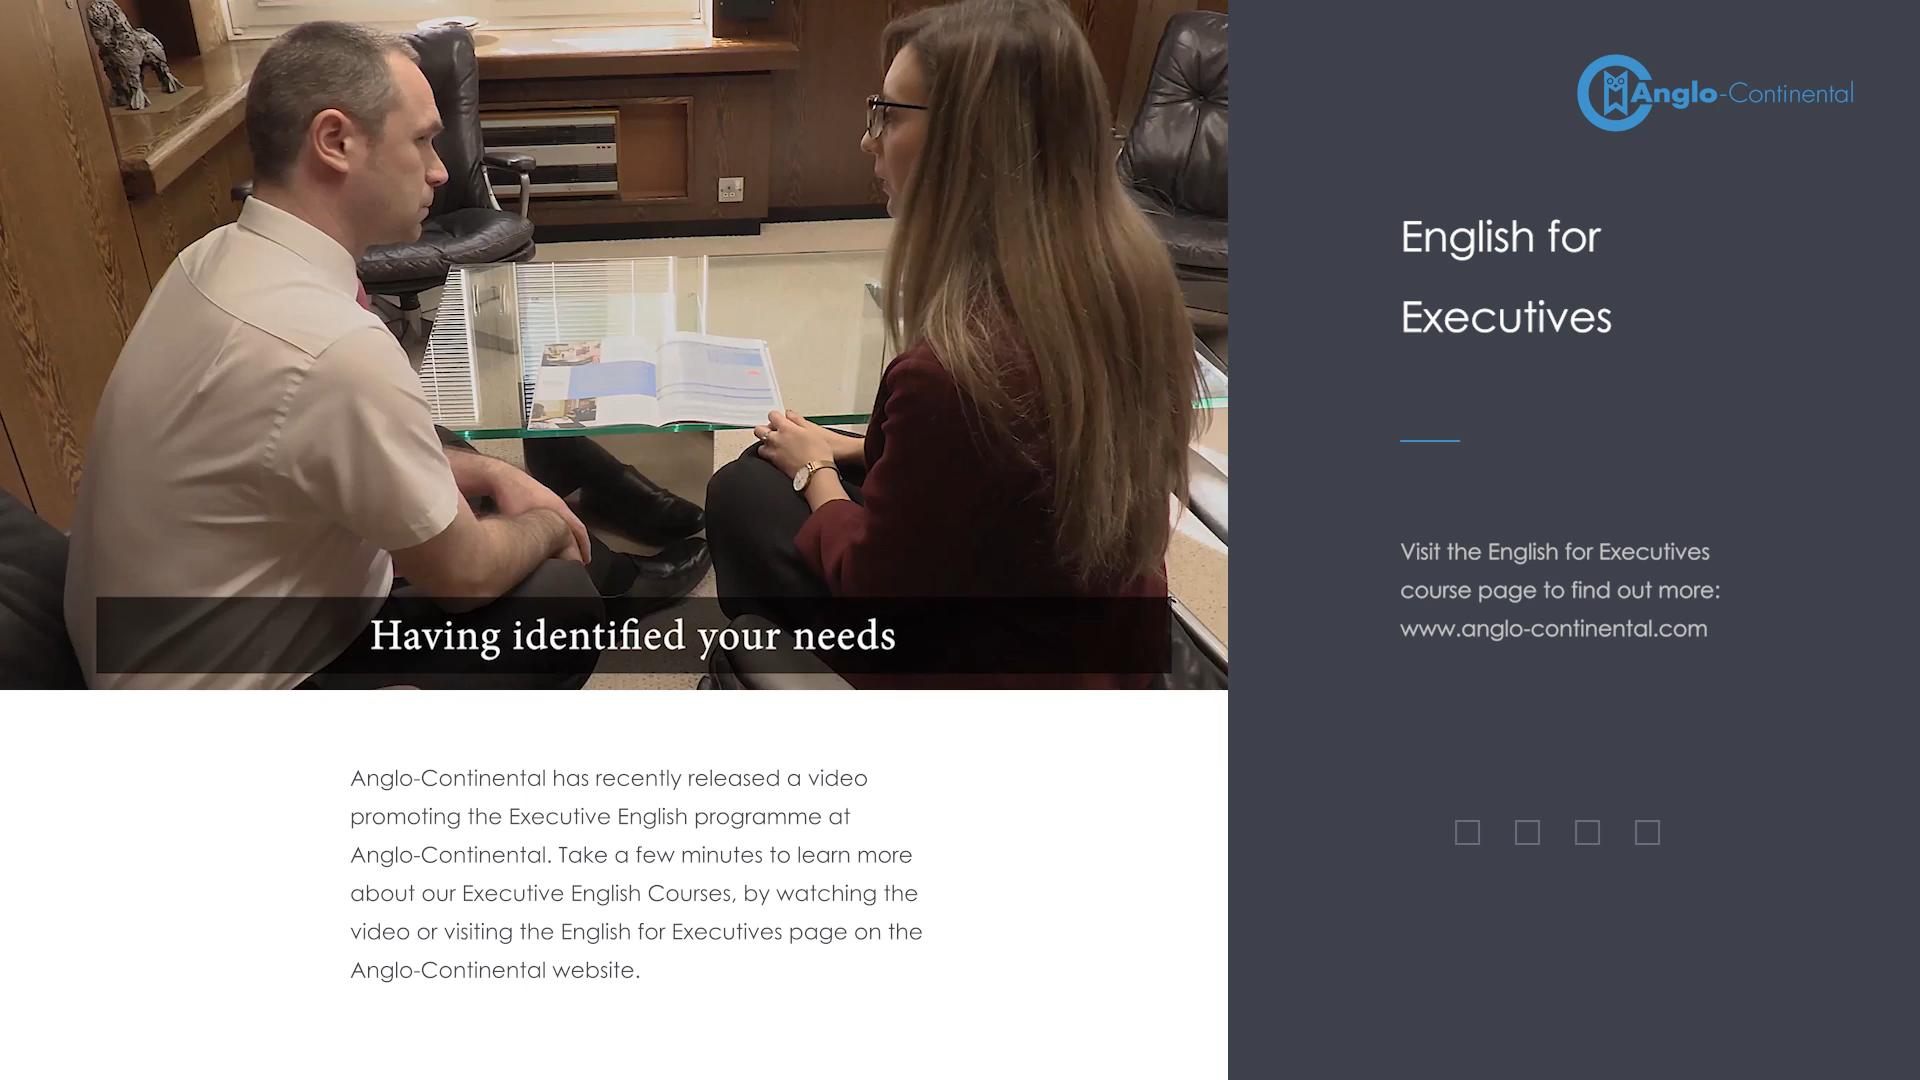 Anglo-Continental
English for
Executives
Having identified your needs
Visit the English for Executives
course page to find out more:
www.anglo-continental.com
Anglo-Continental has recently released a video
promoting the Executive English programme at
Anglo-Continental. Take a few minutes to learn more
about our Executive English Courses, by watching the
video or visiting the English for Executives page on the
Anglo-Continental website.